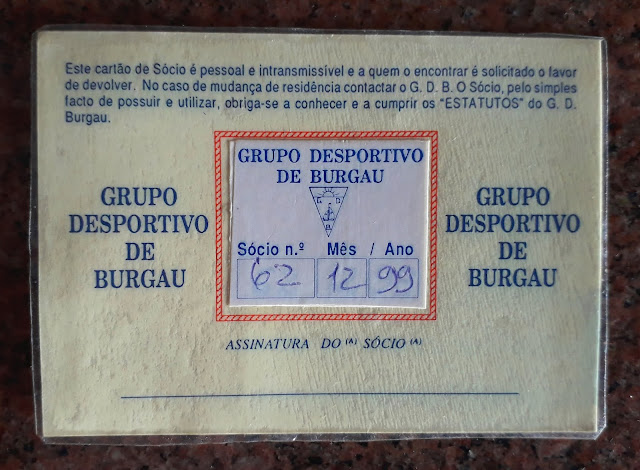 Este cartão de Sócio é pessoal e intransmissível e a quem o encontrar é solicitado o favor
de devolver. No caso de mudança de residência contactar o G. D. B. O Sócio, pelo simples
facto de possuir e utilizar, obriga-se a conhecer e a cumprir os "ESTATUTOS" do G. D.
Burgau.
GRUPO
DESPORTIVO
DE
BURGAU
GRUPO DESPORTIVO
DE BURGAU
G D
B
Sócio n.º Mês / Ano
62 12 99
GRUPO
DESPORTIVO
DE
BURGAU
ASSINATURA DO (A) SÓCIO (A)